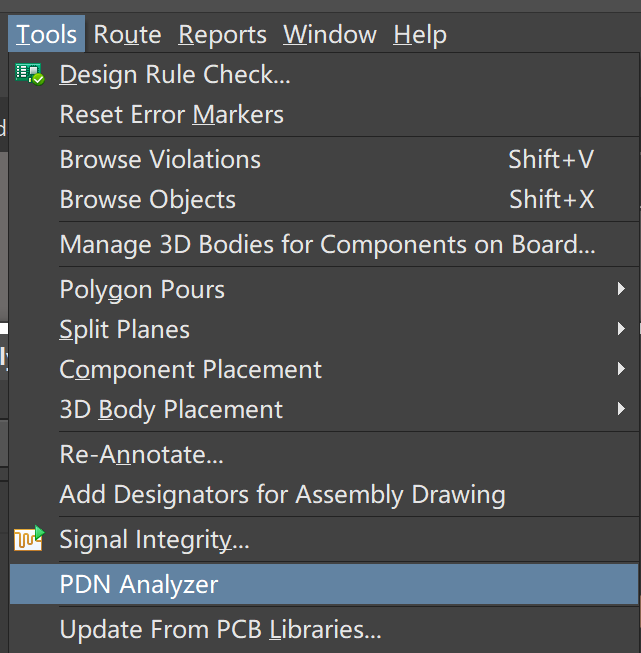 Tools Route Reports Window Help
Design Rule Check...
Reset Error Markers
Browse Violations Shift+V
Browse Objects Shift+X
Manage 3D Bodies for Components on Board...
Polygon Pours
Split Planes
Component Placement
3D Body Placement
Re-Annotate...
Add Designators for Assembly Drawing
Signal Integrity...
PDN Analyzer
Update From PCB Libraries...